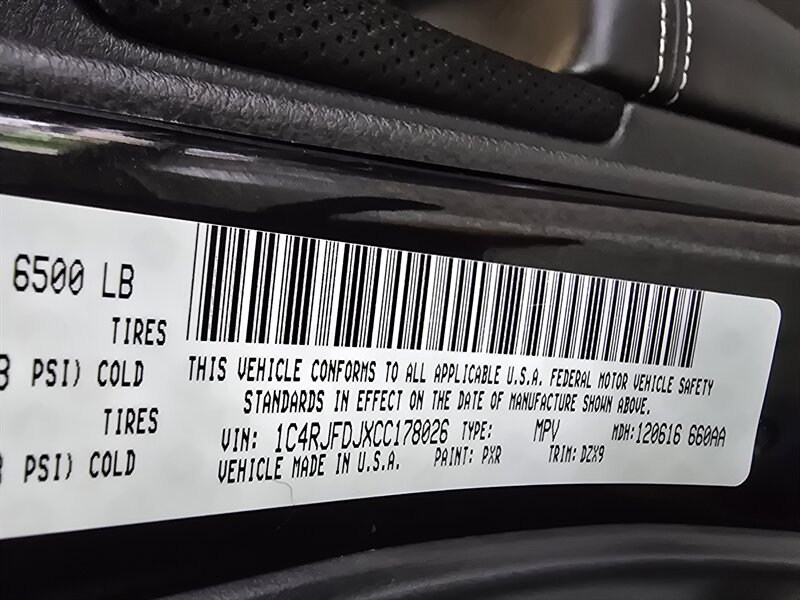 6500 LB
TIRES
PSI) COLD
TIRES
PSI) COLD
THIS VEHICLE CONFORMS TO ALL APPLICABLE U.S.A. FEDERAL MOTOR VEHICLE SAFETY
STANDARDS IN EFFECT ON THE DATE OF MANUFACTURE SHOWN ABOVE.
VIN: 1C4RJFDJXCC178026 TYPE: MPV MDH:120616 660AA
VEHICLE MADE IN U.S.A. PAINT: PXR TRIM: DZX9